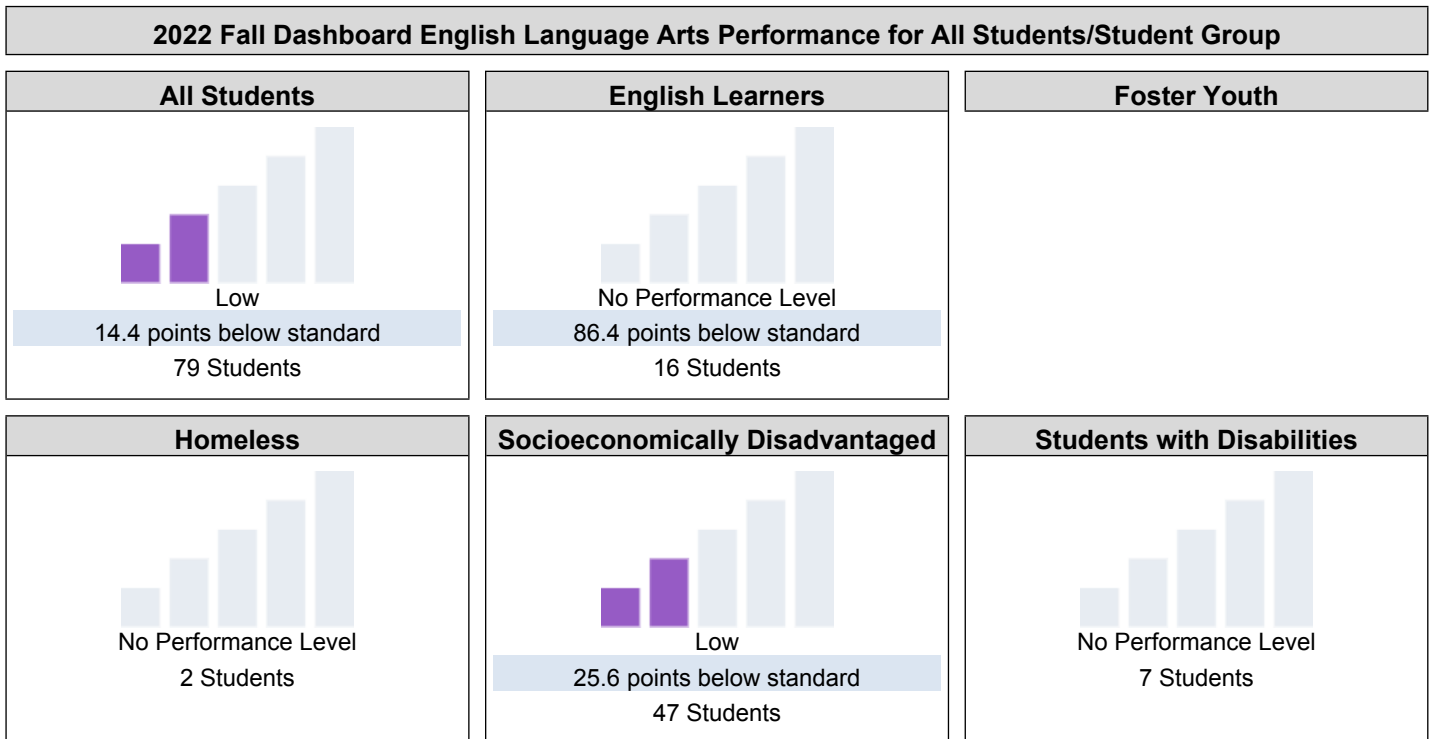 2022 Fall Dashboard English Language Arts Performance for All Students/Student Group
All Students
Low
14.4 points below standard
79 Students
English Learners
No Performance Level
86.4 points below standard
16 Students
Foster Youth
Homeless
No Performance Level
2 Students
Socioeconomically Disadvantaged
Low
25.6 points below standard
47 Students
Students with Disabilities
No Performance Level
7 Students